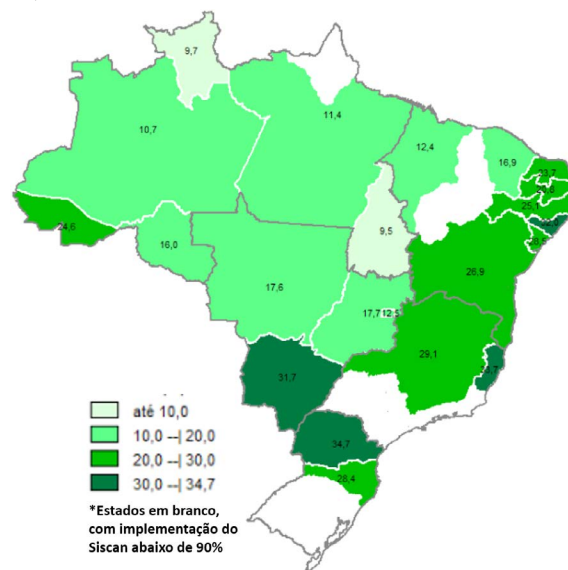 9,7
11,4
10,7
12,4
16,9
25,1
24,6
9,5
16,0
26,9
17,6
17,7 12,5
29,1
31,7
34,7
28,4
até 10,0
10,0 --| 20,0
20,0 --| 30,0
30,0 --| 34,7
*Estados em branco,
com implementação do
Siscan abaixo de 90%